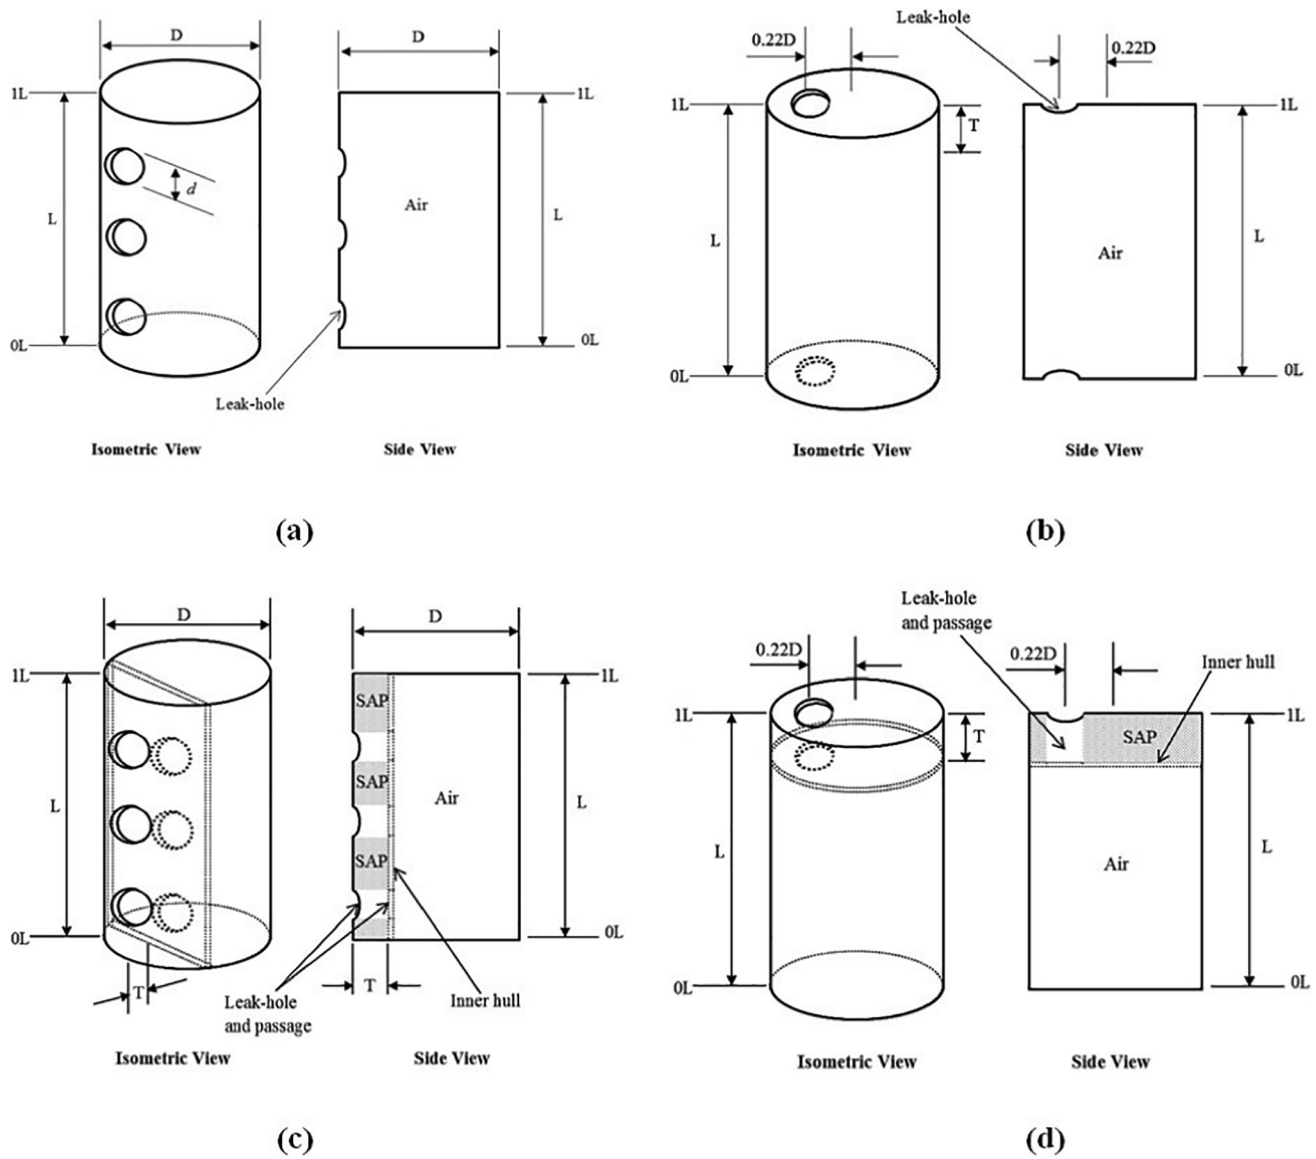 D
D
1L
1L
d
L
Air
L
0L
0L
Leak-hole
Isometric View
Side View
(a)
Leak-hole
0.22D
0.22D
1L
1L
T
L
Air
L
0L
0L
Isometric View
Side View
(b)
D
D
1L
1L
SAP
SAP
Air
L
L
SAP
0L
0L
T
T
Leak-hole
and passage
Inner hull
Isometric View
Side View
(c)
Leak-hole
and passage
0.22D
0.22D
Inner hull
1L
1L
T
SAP
L
Air
L
0L
0L
Isometric View
Side View
(d)